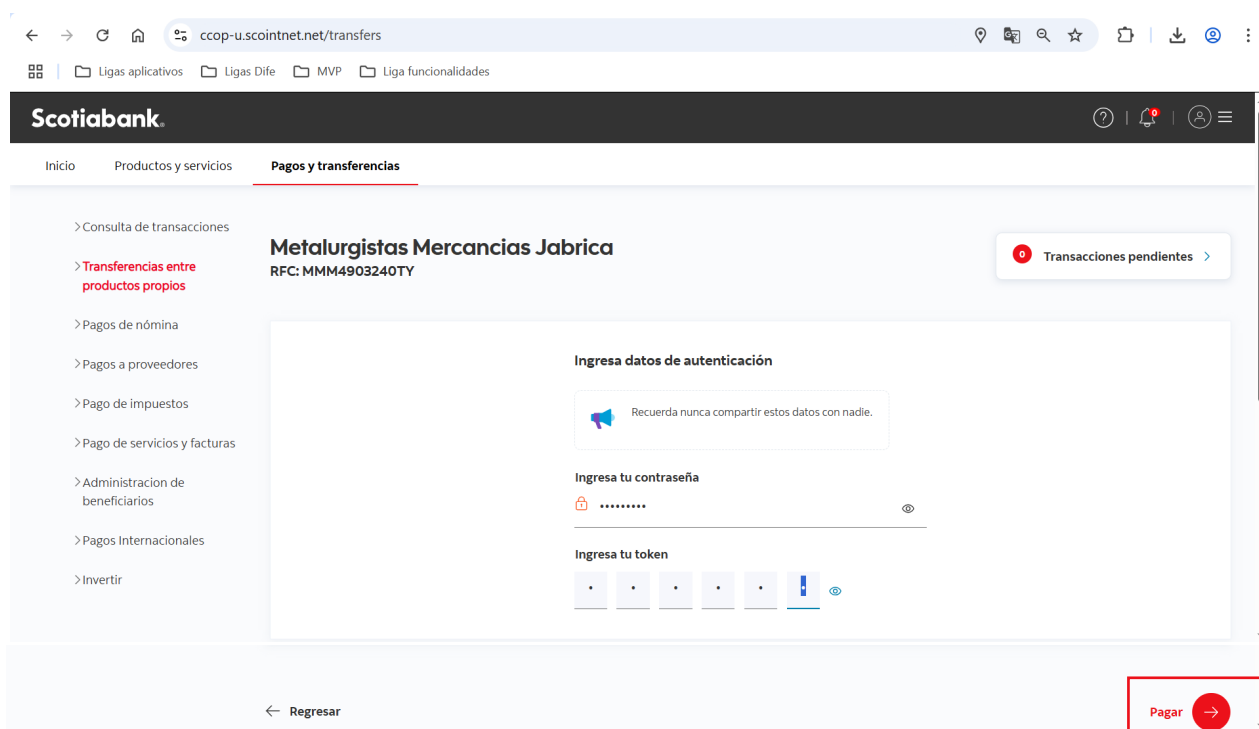 ccop-u.scointnet.net/transfers
Ligas aplicativos Ligas Dife MVP Liga funcionalidades
Scotiabank®
0
Inicio Productos y servicios Pagos y transferencias
Consulta de transacciones
Transferencias entre
productos propios
Pagos de nómina
Pagos a proveedores
Pago de impuestos
Pago de servicios y facturas
Administracion de
beneficiarios
Pagos Internacionales
Invertir
Metalurgistas Mercancias Jabrica
RFC: MMM4903240TY
0 Transacciones pendientes
Ingresa datos de autenticación
Recuerda nunca compartir estos datos con nadie.
Ingresa tu contraseña
•••••••••
Ingresa tu token
• • • • • •
Regresar
Pagar